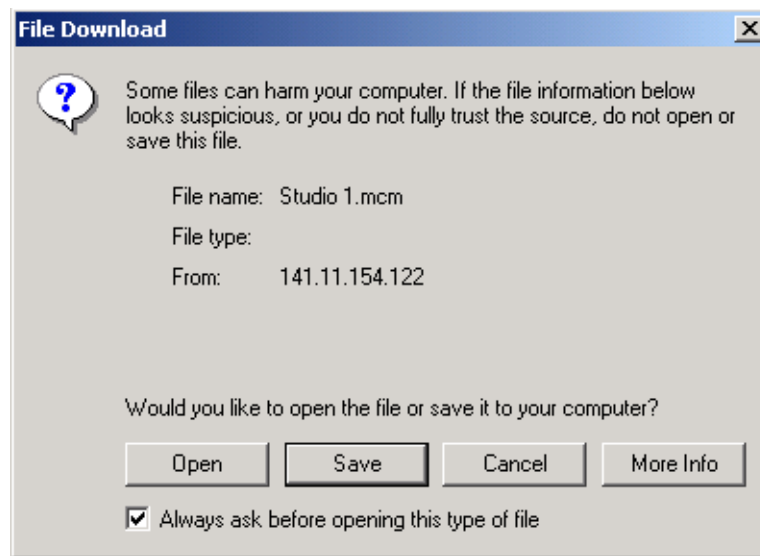 File Download
Some files can harm your computer. If the file information below
looks suspicious, or you do not fully trust the source, do not open or
save this file.
File name: Studio 1.mcm
File type:
From: 141.11.154.122
Would you like to open the file or save it to your computer?
Open Save Cancel More Info
Always ask before opening this type of file